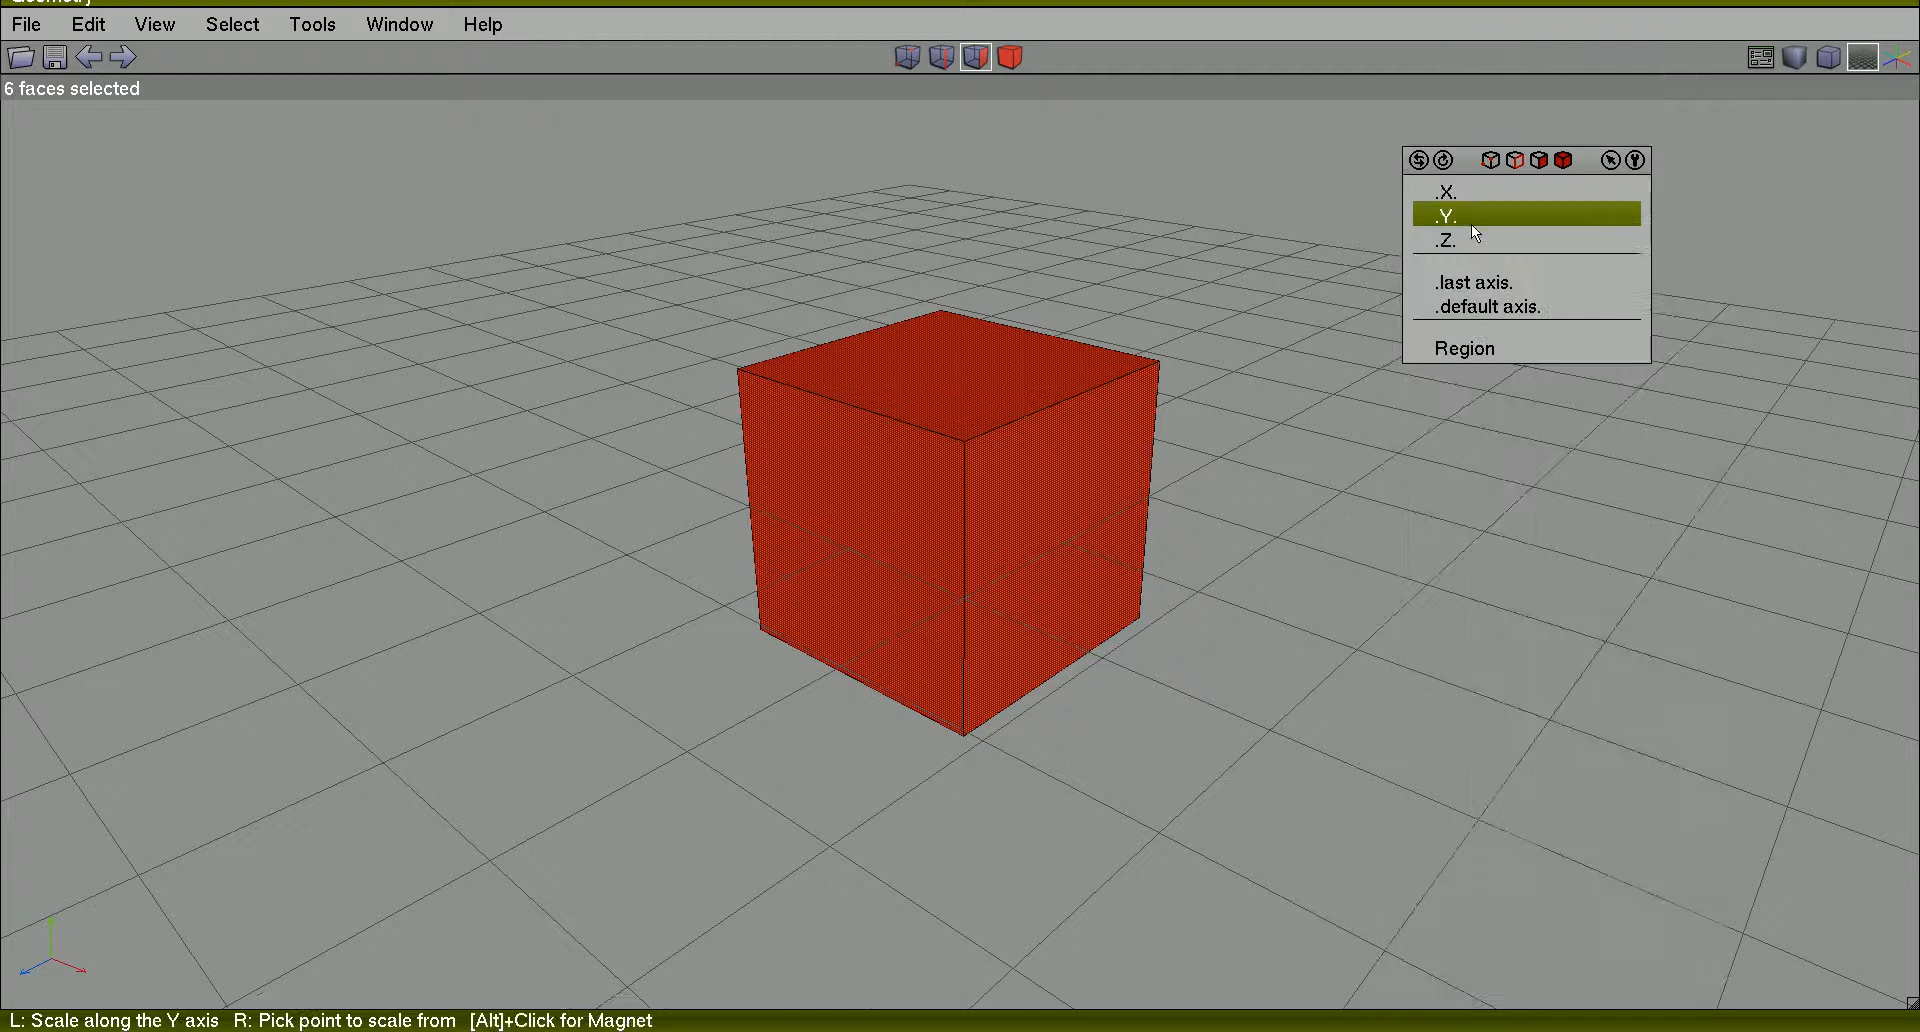 Geometry
File Edit View Select Tools Window Help
6 faces selected
.X.
.Y.
.Z.
.last axis.
.default axis.
Region
L: Scale along the Y axis R: Pick point to scale from [Alt]+Click for Magnet